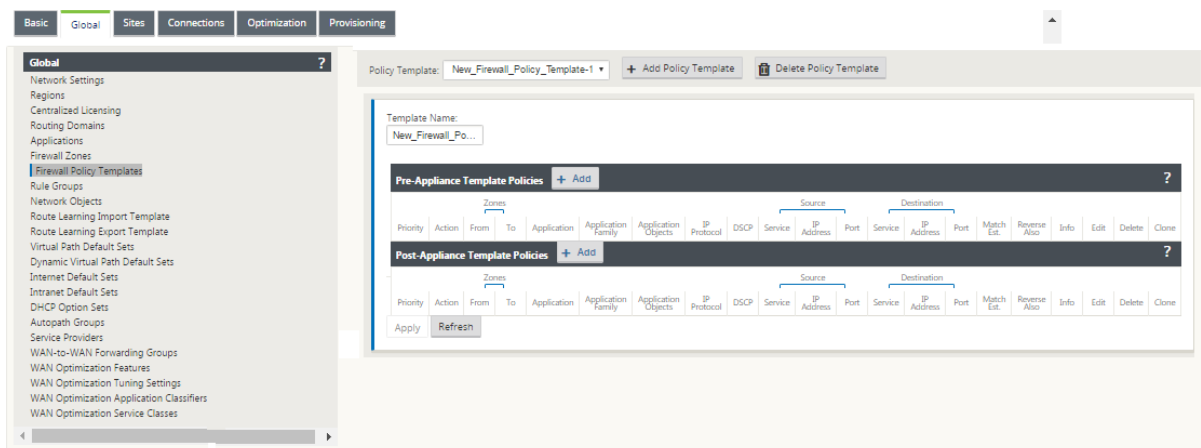 Basic Global Sites Connections Optimization Provisioning
Global ?
Network Settings
Regions
Centralized Licensing
Routing Domains
Applications
Firewall Zones
Firewall Policy Templates
Rule Groups
Network Objects
Route Learning Import Template
Route Learning Export Template
Virtual Path Default Sets
Dynamic Virtual Path Default Sets
Internet Default Sets
Intranet Default Sets
DHCP Option Sets
Autopath Groups
Service Providers
WAN-to-WAN Forwarding Groups
WAN Optimization Features
WAN Optimization Tuning Settings
WAN Optimization Application Classifiers
WAN Optimization Service Classes
Policy Template: New_Firewall_Policy_Template-1 + Add Policy Template Delete Policy Template
Template Name:
New_Firewall_Po...
Pre-Appliance Template Policies + Add ?
Zones Source Destination
Priority Action From To Application Application Family Application Objects IP Protocol DSCP Service IP Address Port Service IP Address Port Match Est. Reverse Also Info Edit Delete Clone
Post-Appliance Template Policies + Add ?
Zones Source Destination
Priority Action From To Application Application Family Application Objects IP Protocol DSCP Service IP Address Port Service IP Address Port Match Est. Reverse Also Info Edit Delete Clone
Apply Refresh